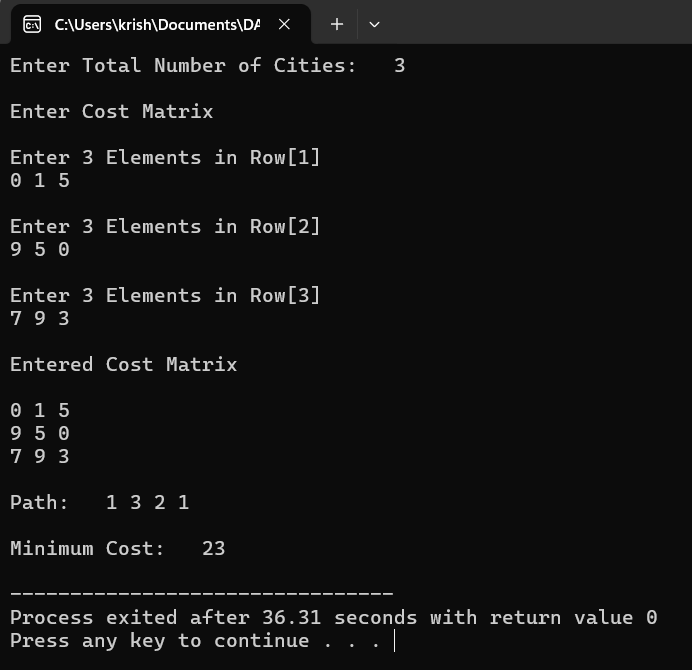 C:\Users\krish\Documents\DA
Enter Total Number of Cities:   3
Enter Cost Matrix
Enter 3 Elements in Row[1]
0 1 5
Enter 3 Elements in Row[2]
9 5 0
Enter 3 Elements in Row[3]
7 9 3
Entered Cost Matrix
0 1 5
9 5 0
7 9 3
Path:   1 3 2 1
Minimum Cost:   23
--------------------------------
Process exited after 36.31 seconds with return value 0
Press any key to continue . . .